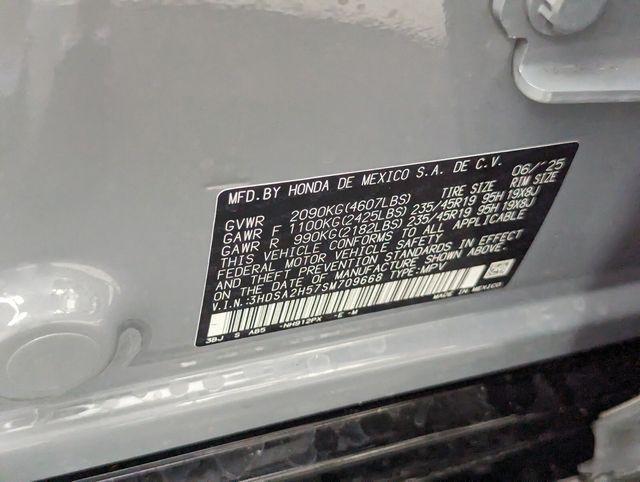 MFD.BY HONDA DE MEXICO S.A. DE C.V. 06/25
TIRE SIZE RIM SIZE
GVWR 2090KG(4607LBS)
GAWR F 1100KG(2425LBS) 235/45R19 95H 19X8J
GAWR R 990KG(2182LBS) 235/45R19 95H 19X8J
THIS VEHICLE CONFORMS TO ALL APPLICABLE
FEDERAL MOTOR VEHICLE SAFETY
AND THEFT PREVENTION STANDARDS IN EFFECT
ON THE DATE OF MANUFACTURE SHOWN ABOVE.
V.I.N.:3HDSA2H57SM709668 TYPE:MPV
3BJ S A85 -NH912PX -E -M MADE IN MEXICO